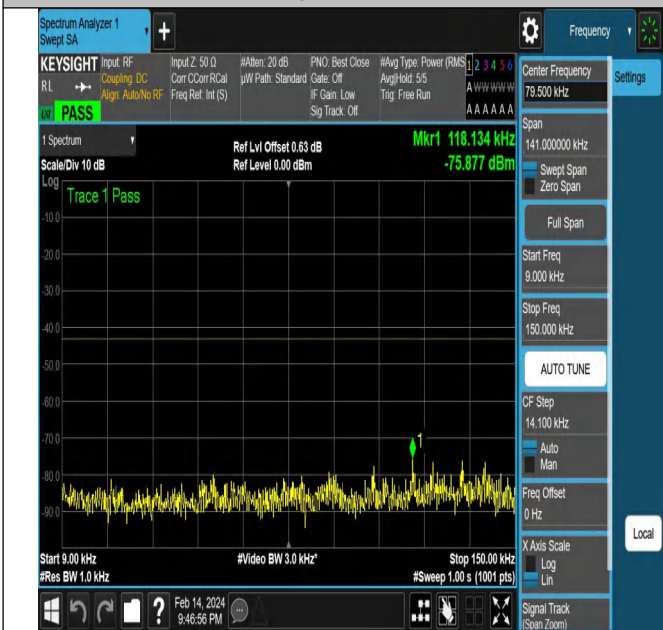 Spectrum Analyzer 1
Swept SA
Frequency
KEYSIGHT
RL
LXI
PASS
Input: RF
Coupling: DC
Align: Auto/No RF
Input Z: 50 Ω
Corr CCorr RCal
Freq Ref: Int (S)
#Atten: 20 dB
µW Path: Standard
PNO: Best Close
Gate: Off
IF Gain: Low
Sig Track: Off
#Avg Type: Power (RMS
Avg|Hold: 5/5
Trig: Free Run
1 2 3 4 5 6
A W W W W W
A A A A A A
1 Spectrum
Scale/Div 10 dB
Log
Ref Lvl Offset 0.63 dB
Ref Level 0.00 dBm
Mkr1 118.134 kHz
-75.877 dBm
Trace 1 Pass
-10.0
-20.0
-30.0
-40.0
-50.0
-60.0
-70.0
-80.0
-90.0
1
Start 9.00 kHz
#Res BW 1.0 kHz
#Video BW 3.0 kHz*
Stop 150.00 kHz
#Sweep 1.00 s (1001 pts)
Feb 14, 2024
9:46:56 PM
Center Frequency
79.500 kHz
Settings
Span
141.000000 kHz
Swept Span
Zero Span
Full Span
Start Freq
9.000 kHz
Stop Freq
150.000 kHz
AUTO TUNE
CF Step
14.100 kHz
Auto
Man
Freq Offset
0 Hz
X Axis Scale
Log
Lin
Local
Signal Track
(Span Zoom)